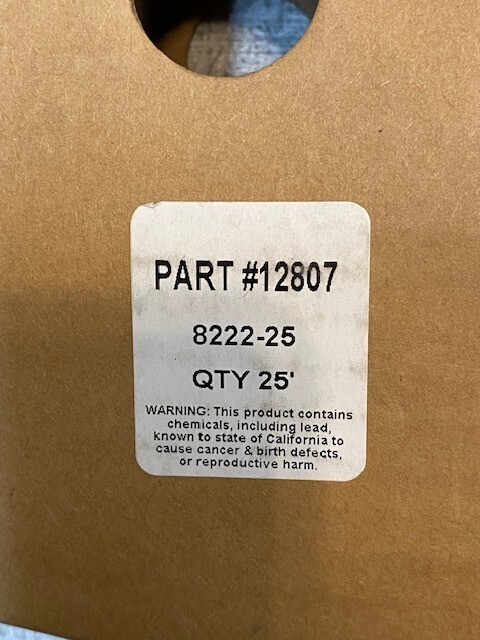 PART #12807
8222-25
QTY 25'
WARNING: This product contains
chemicals, including lead,
known to state of California to
cause cancer & birth defects,
or reproductive harm.